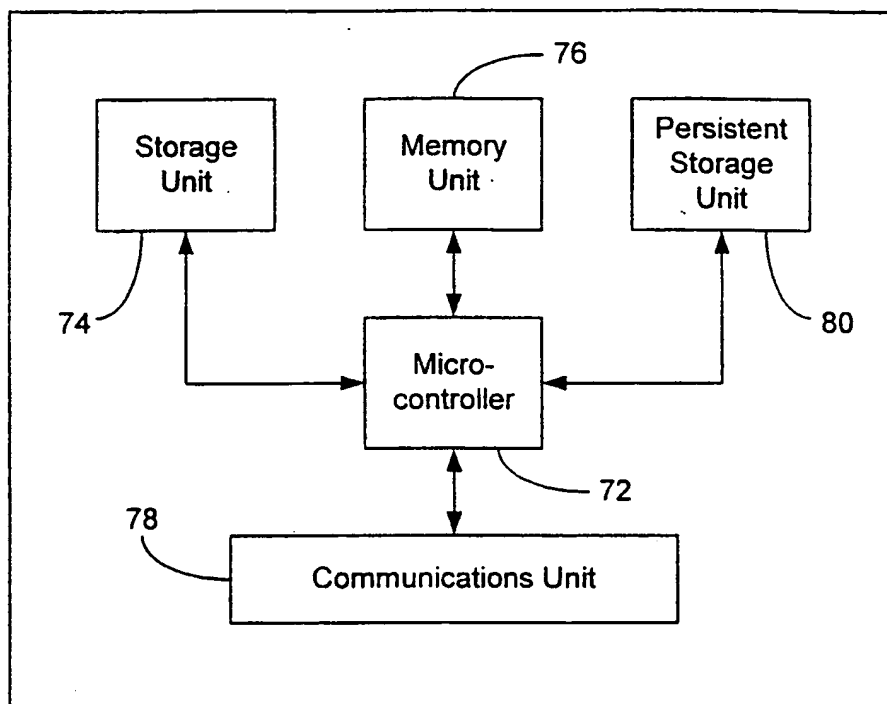 76
Storage
Unit
Memory
Unit
Persistent
Storage
Unit
74
80
Micro-
controller
72
78
Communications Unit